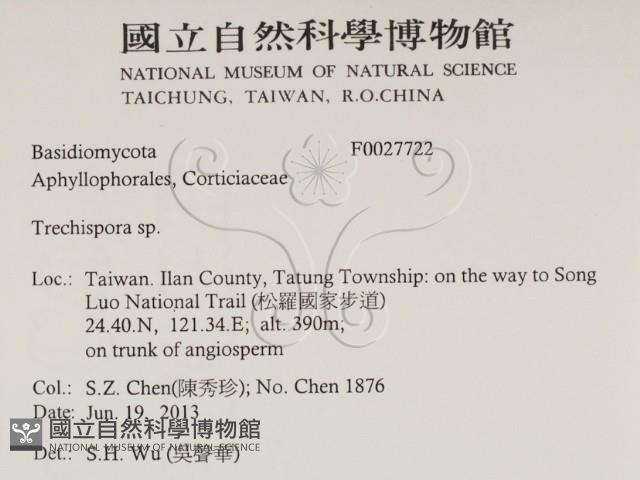 國立自然科學博物館
NATIONAL MUSEUM OF NATURAL SCIENCE
TAICHUNG, TAIWAN, R.O.CHINA
Basidiomycota F0027722
Aphyllophorales, Corticiaceae
Trechispora sp.
Loc.: Taiwan. Ilan County, Tatung Township: on the way to Song
Luo National Trail (松羅國家步道)
24.40.N, 121.34.E; alt. 390m;
on trunk of angiosperm
Col.: S.Z. Chen(陳秀珍); No. Chen 1876
Date: Jun. 19, 2013
國立自然科學博物館
NATIONAL MUSEUM OF NATURAL SCIENCE
Det.: S.H. Wu (吳聲華)